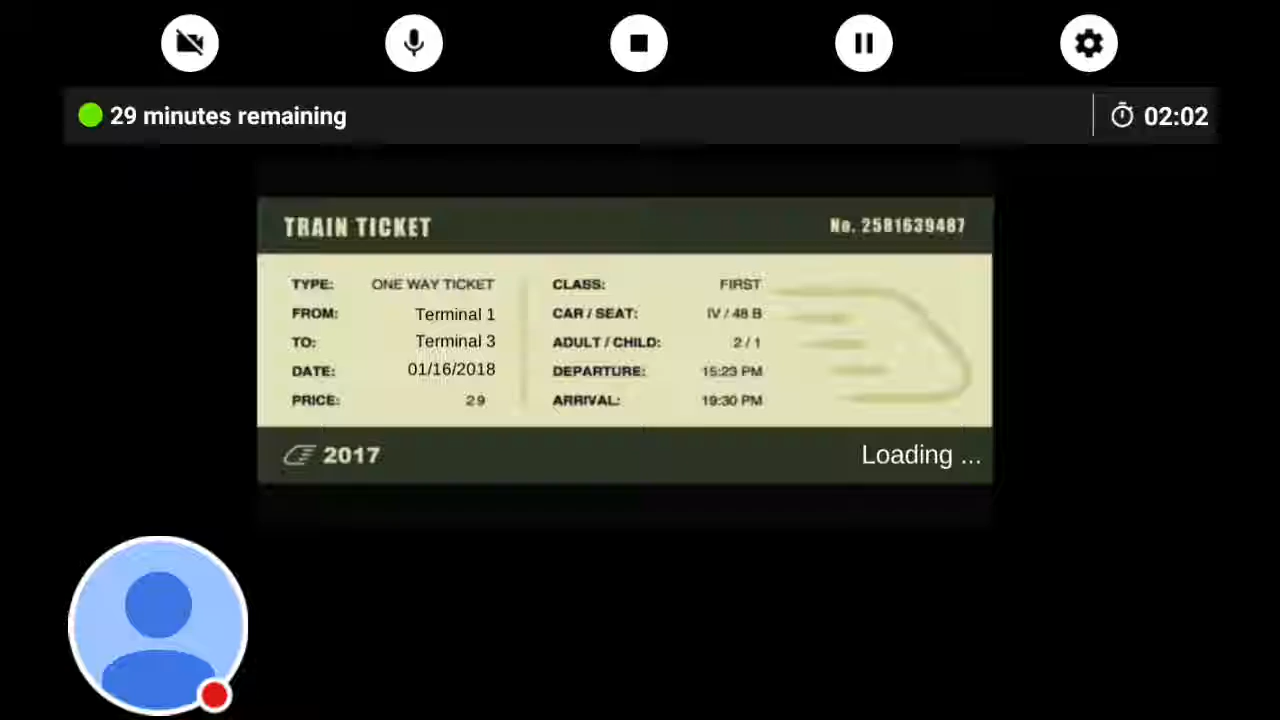 29 minutes remaining
02:02
TRAIN TICKET
No. 2581639487
TYPE: ONE WAY TICKET
FROM: Terminal 1
TO: Terminal 3
DATE: 01/16/2018
PRICE: 29
CLASS: FIRST
CAR / SEAT: IV / 48 B
ADULT / CHILD: 2 / 1
DEPARTURE: 15:23 PM
ARRIVAL: 19:30 PM
2017
Loading ...